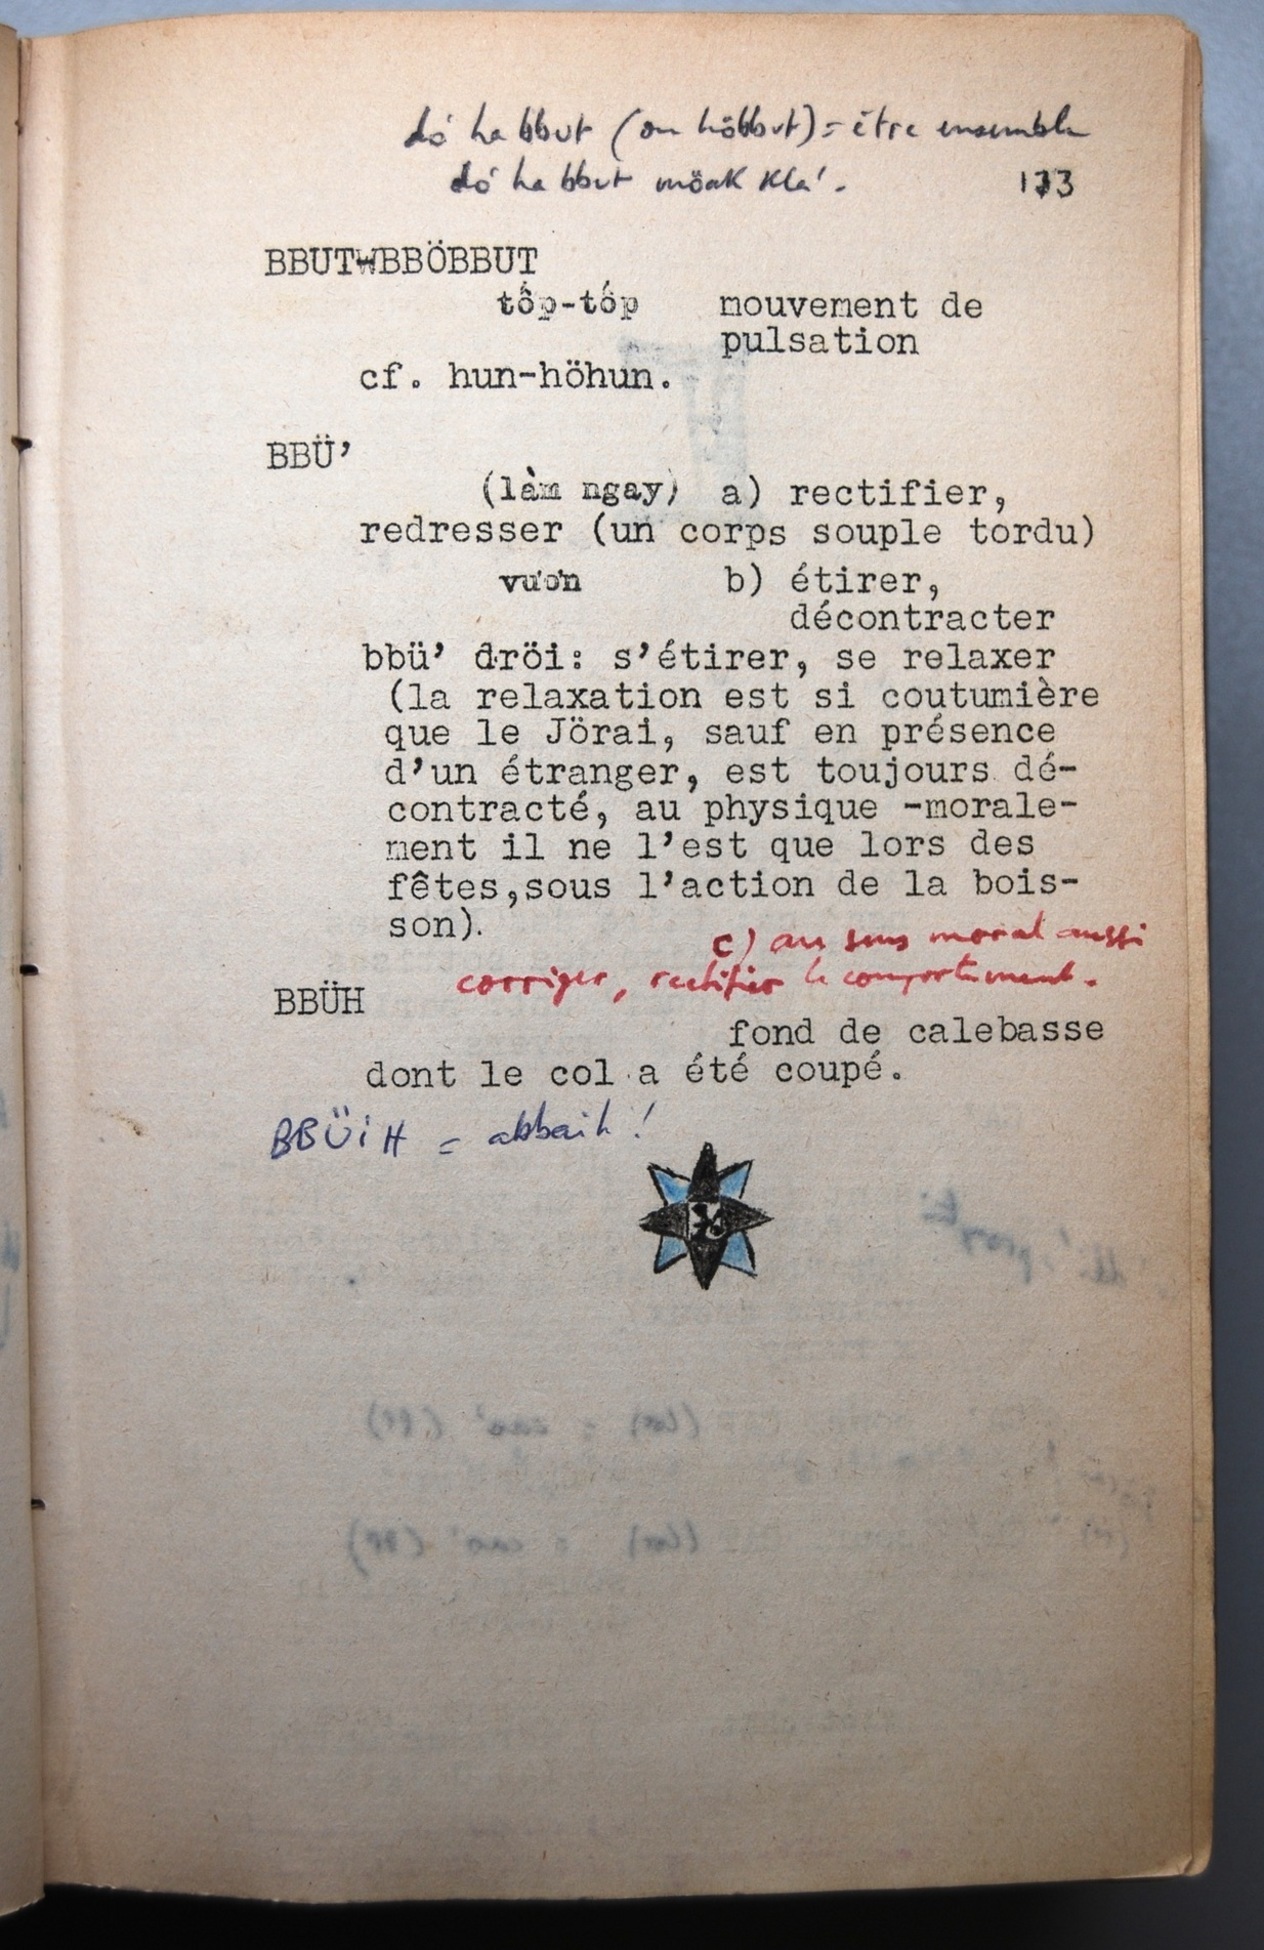 dó ha bbut (ou höbbut) = être ensemble
dó ha bbut möak kla'.
133
BBUT-BBÖBBUT
tốp-tốp mouvement de
pulsation
cf. hun-höhun.
BBÜ’
(làm ngay) a) rectifier,
redresser (un corps souple tordu)
vươn b) étirer,
décontracter
bbü’ dröi: s’étirer, se relaxer
(la relaxation est si coutumière
que le Jörai, sauf en présence
d’un étranger, est toujours dé-
contracté, au physique -morale-
ment il ne l’est que lors des
fêtes,sous l’action de la bois-
son).
c) au sens moral aussi
corriger, rectifier le comportement.
BBÜH
fond de calebasse
dont le col a été coupé.
BBÜiH = abbaih !